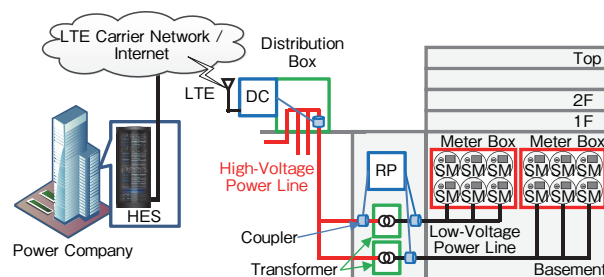 LTE Carrier Network /
Internet
Distribution
Box
LTE
DC
Top
2F
1F
Meter Box
Meter Box
High-Voltage
Power Line
RP
SM SM SM
SM SM SM
SM SM SM
SM SM SM
HES
Power Company
Coupler
Low-Voltage
Power Line
Transformer
Basement